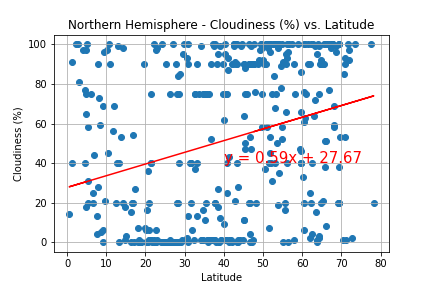 Northern Hemisphere - Cloudiness (%) vs. Latitude
100
80
60
40
20
0
Cloudiness (%)
y = 0.59x + 27.67
0 10 20 30 40 50 60 70 80
Latitude